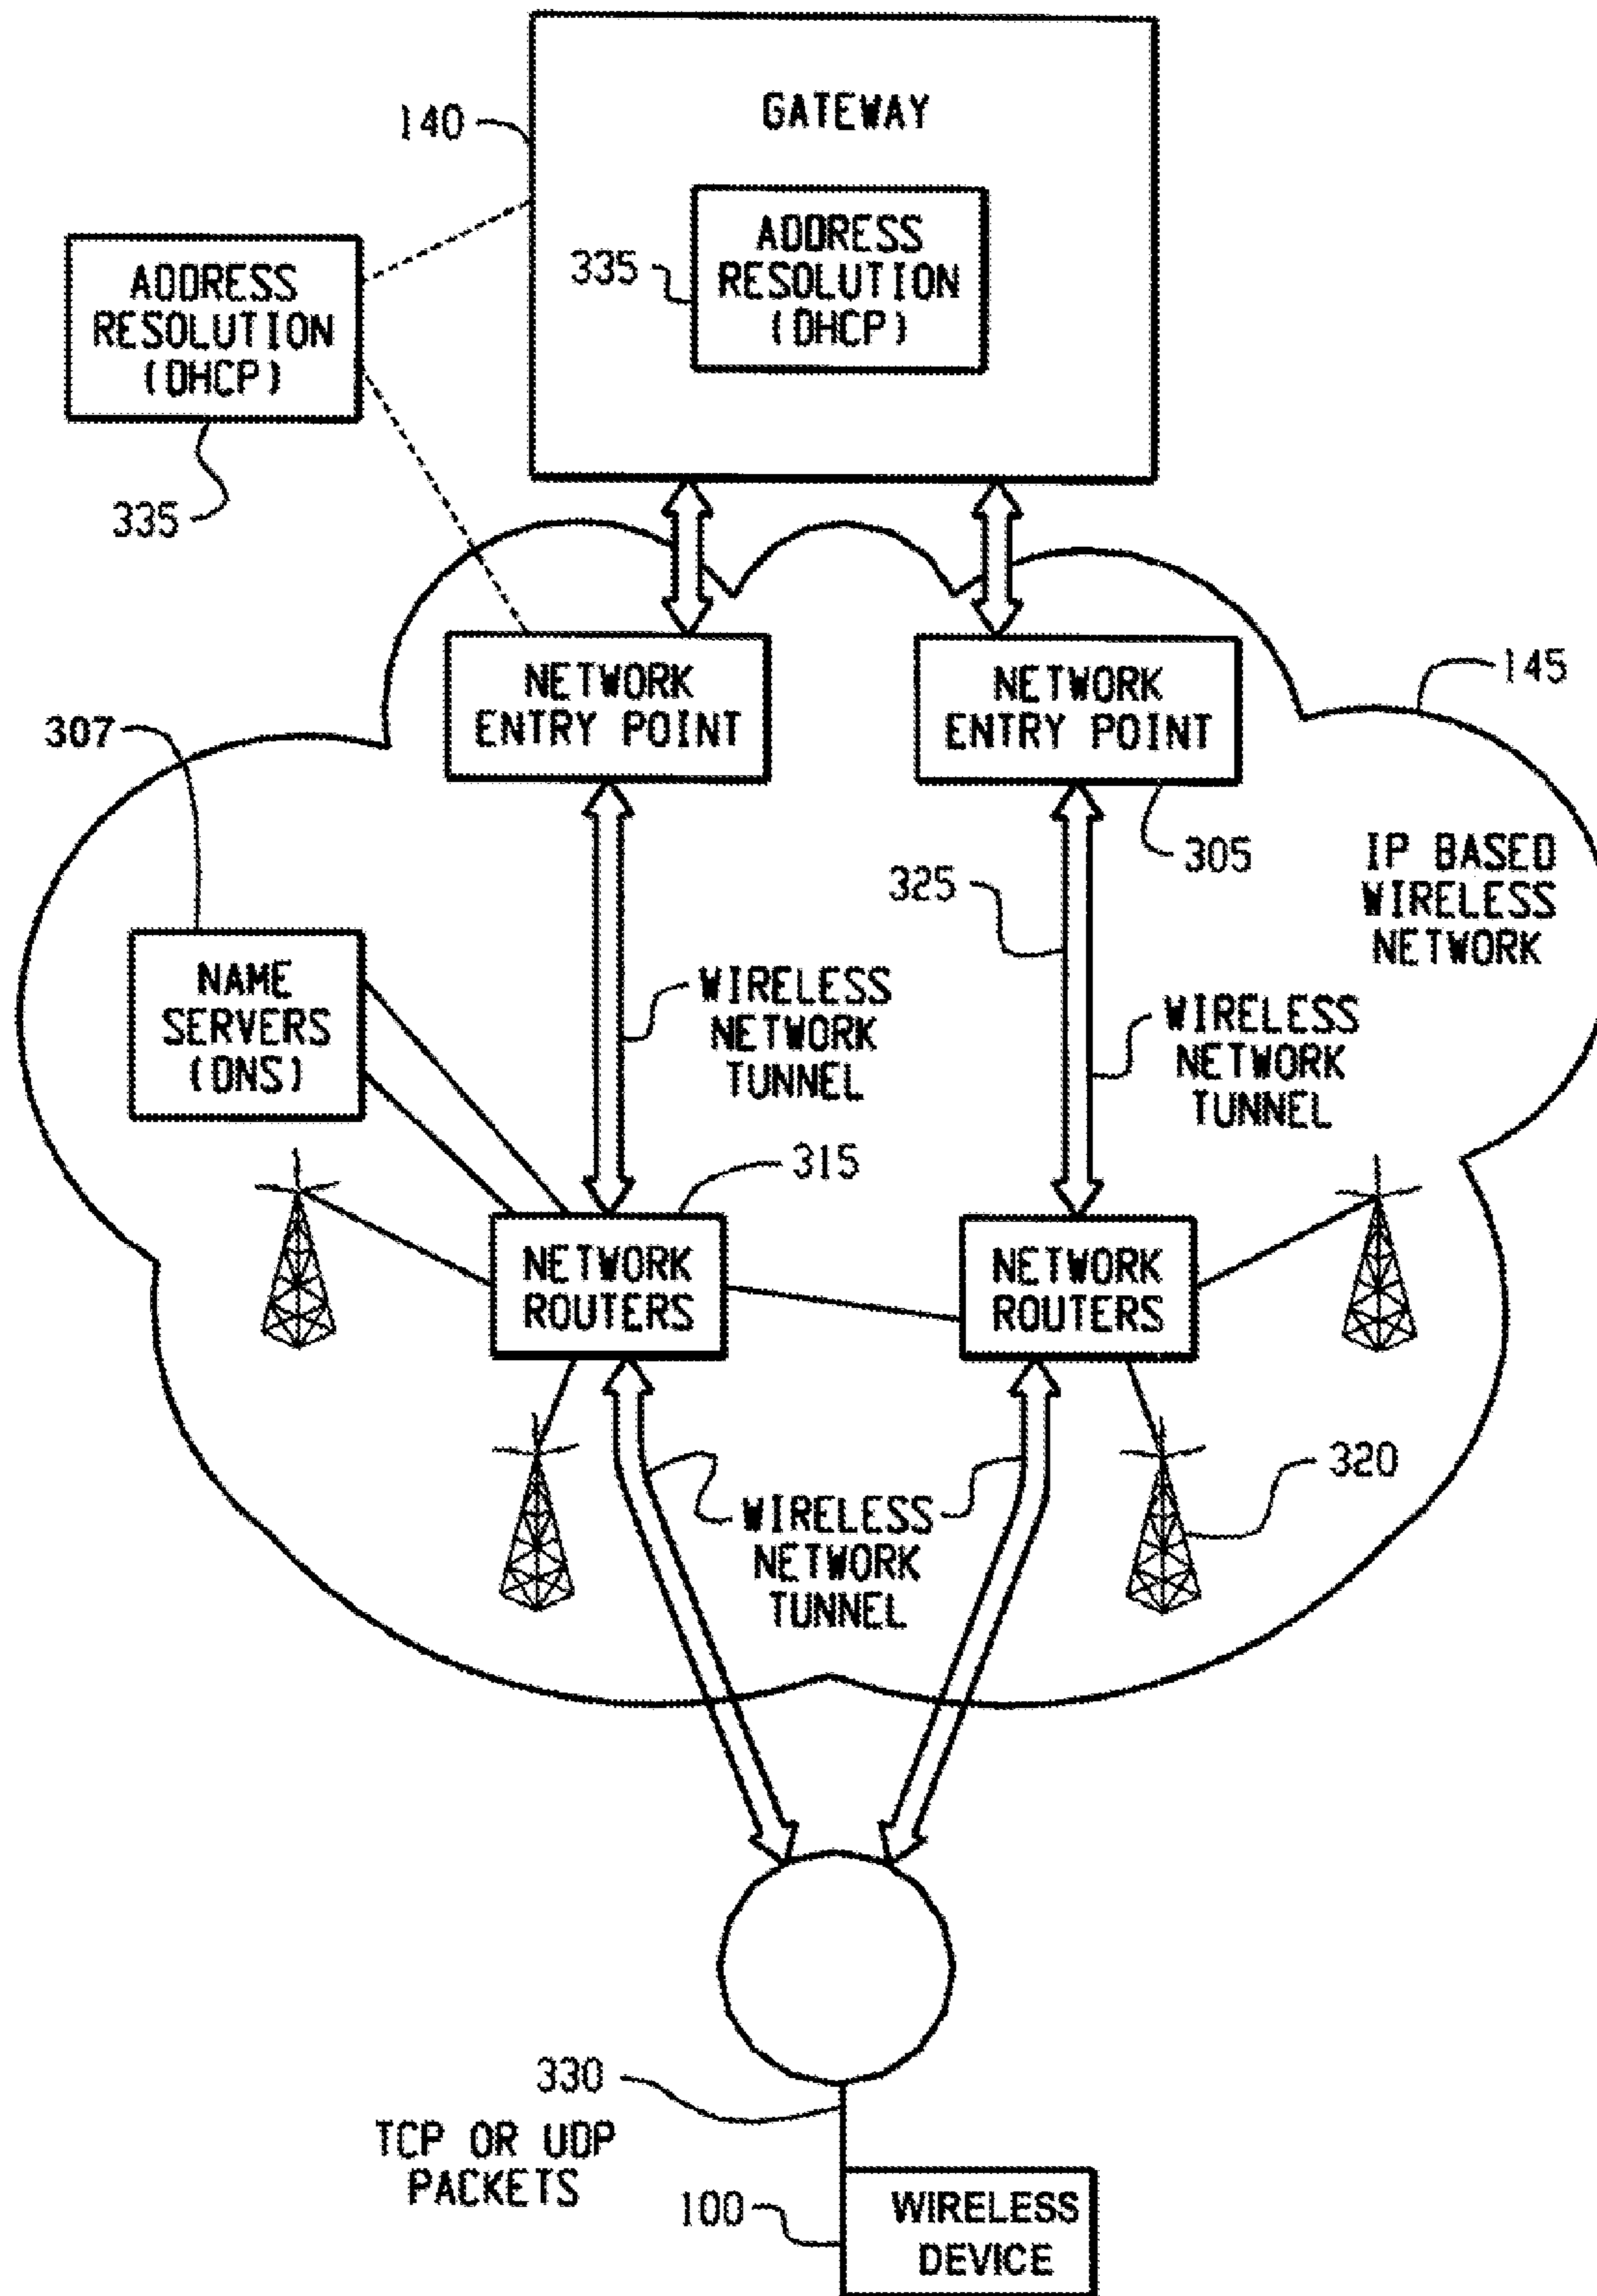 GATEWAY
140
ADDRESS
RESOLUTION
(DHCP)
335
ADDRESS
RESOLUTION
(DHCP)
335
NETWORK
ENTRY POINT
NETWORK
ENTRY POINT
145
307
305
325
IP BASED
WIRELESS
NETWORK
NAME
SERVERS
(DNS)
WIRELESS
NETWORK
TUNNEL
WIRELESS
NETWORK
TUNNEL
315
NETWORK
ROUTERS
NETWORK
ROUTERS
320
WIRELESS
NETWORK
TUNNEL
330
TCP OR UDP
PACKETS
100
WIRELESS
DEVICE